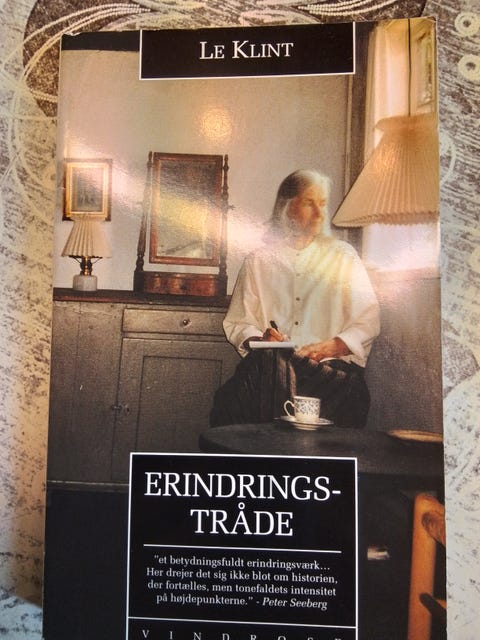 LE KLINT
ERINDRINGS-
TRÅDE
"et betydningsfuldt erindringsværk...
Her drejer det sig ikke blot om historien,
der fortælles, men tonefaldets intensitet
på højdepunkterne." - Peter Seeberg
VINDROSE